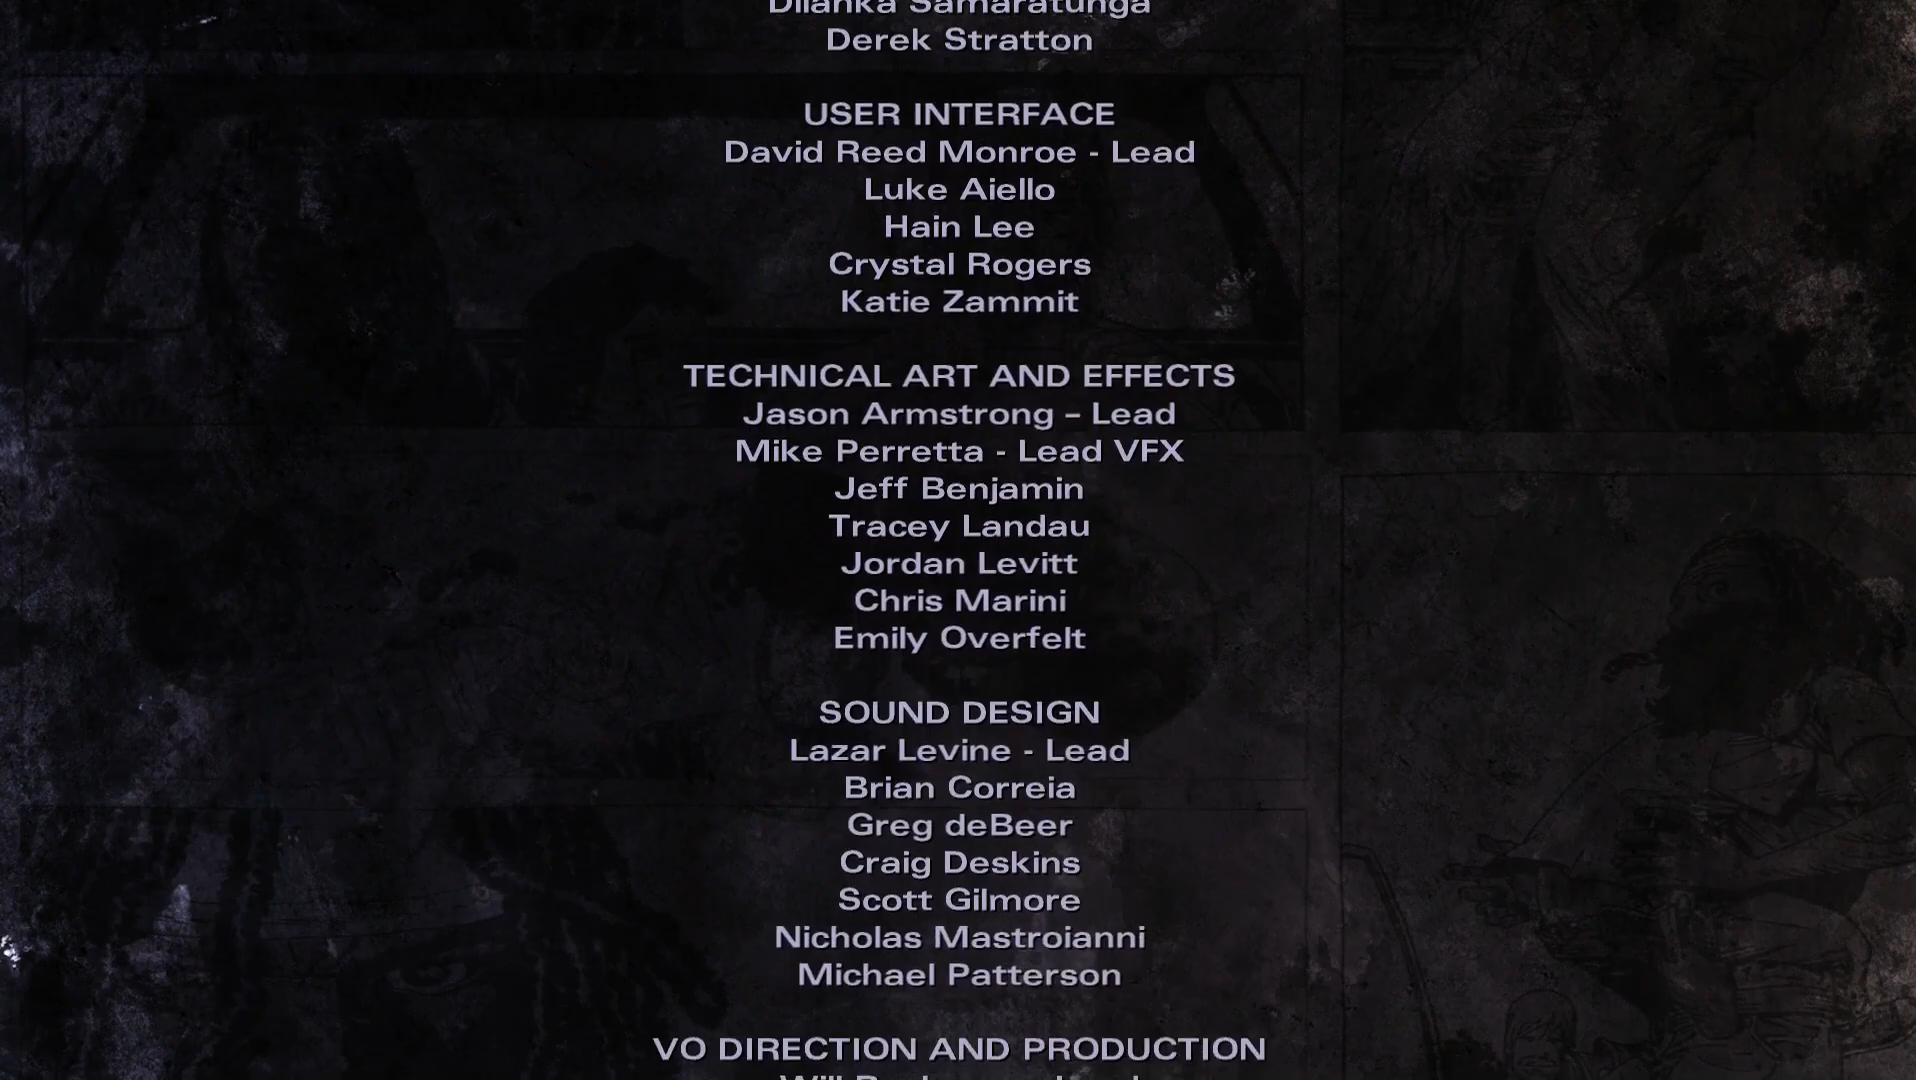 Dilanka Samaratunga
Derek Stratton
USER INTERFACE
David Reed Monroe - Lead
Luke Aiello
Hain Lee
Crystal Rogers
Katie Zammit
TECHNICAL ART AND EFFECTS
Jason Armstrong – Lead
Mike Perretta - Lead VFX
Jeff Benjamin
Tracey Landau
Jordan Levitt
Chris Marini
Emily Overfelt
SOUND DESIGN
Lazar Levine - Lead
Brian Correia
Greg deBeer
Craig Deskins
Scott Gilmore
Nicholas Mastroianni
Michael Patterson
VO DIRECTION AND PRODUCTION